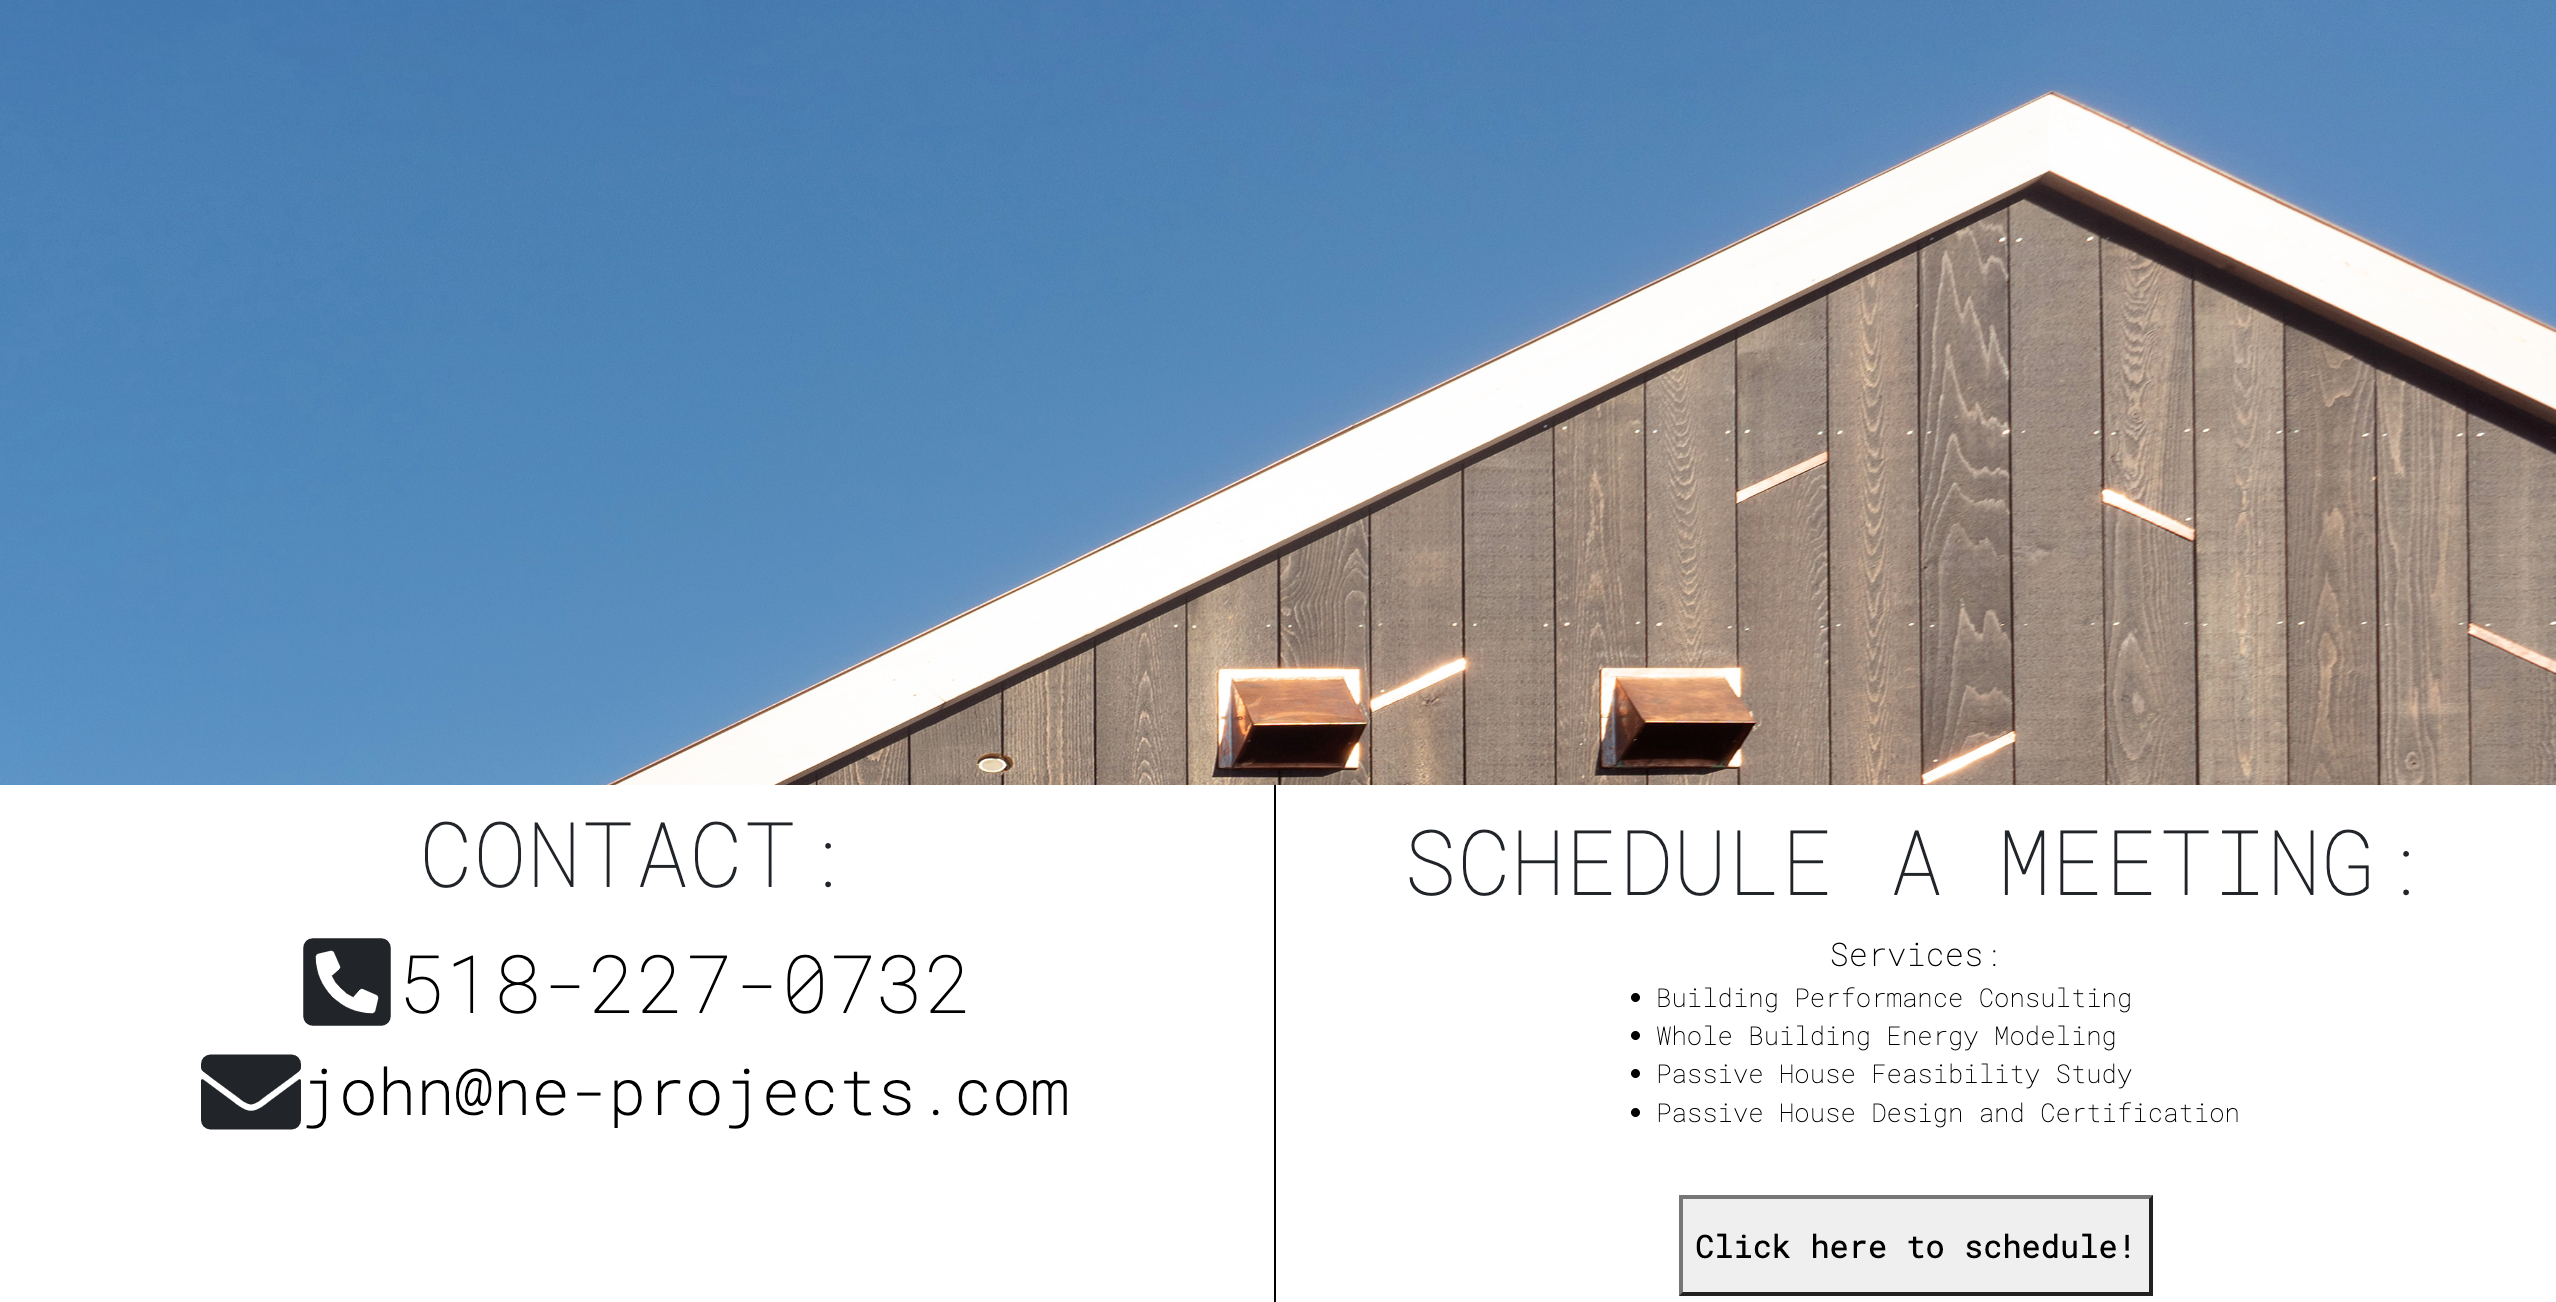 CONTACT:
518-227-0732
john@ne-projects.com
SCHEDULE A MEETING:
Services:
Building Performance Consulting
Whole Building Energy Modeling
Passive House Feasibility Study
Passive House Design and Certification
Click here to schedule!